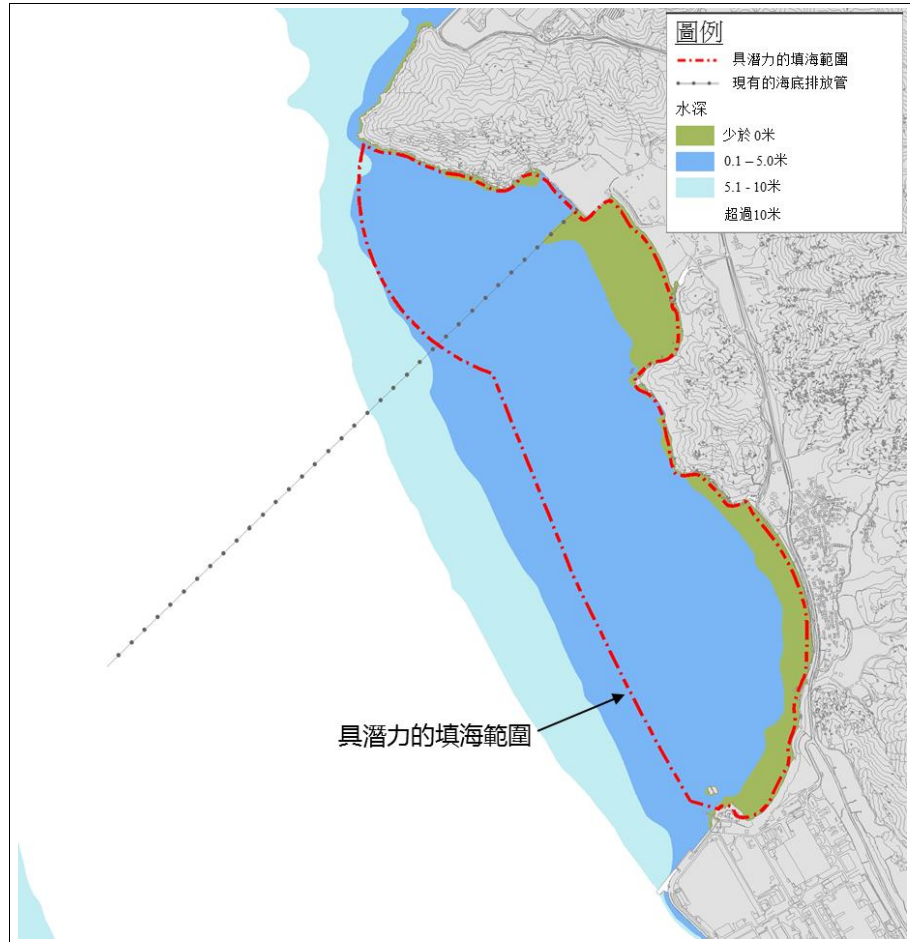 圖例
具潛力的填海範圍
現有的海底排放管
水深
少於 0米
0.1 – 5.0米
5.1 - 10米
超過10米
具潛力的填海範圍